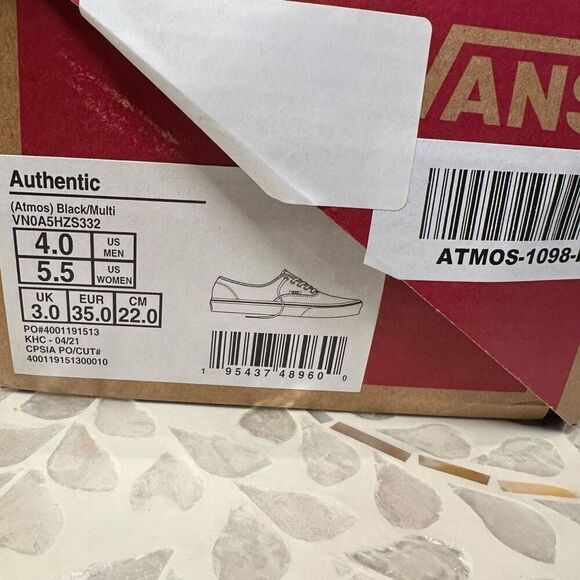 VANS
Authentic
(Atmos) Black/Multi
VN0A5HZS332
4.0 US MEN
5.5 US WOMEN
UK 3.0 EUR 35.0 CM 22.0
PO#4001191513
KHC - 04/21
CPSIA PO/CUT#
400119151300010
1 95437 48960 0
ATMOS-1098-